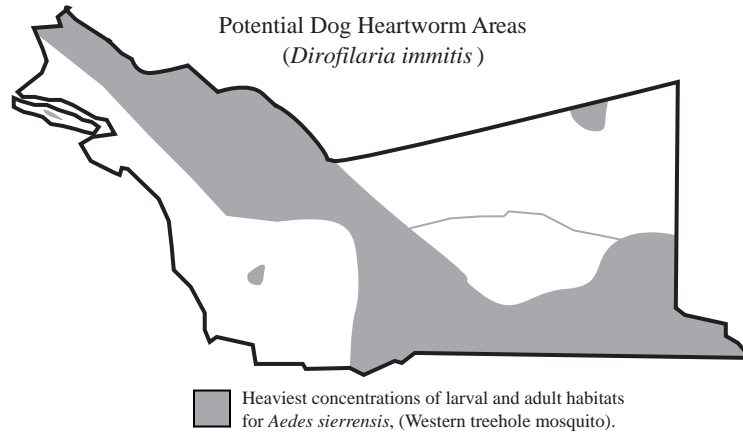 Potential Dog Heartworm Areas
(Dirofilaria immitis )
Heaviest concentrations of larval and adult habitats
for Aedes sierrensis, (Western treehole mosquito).